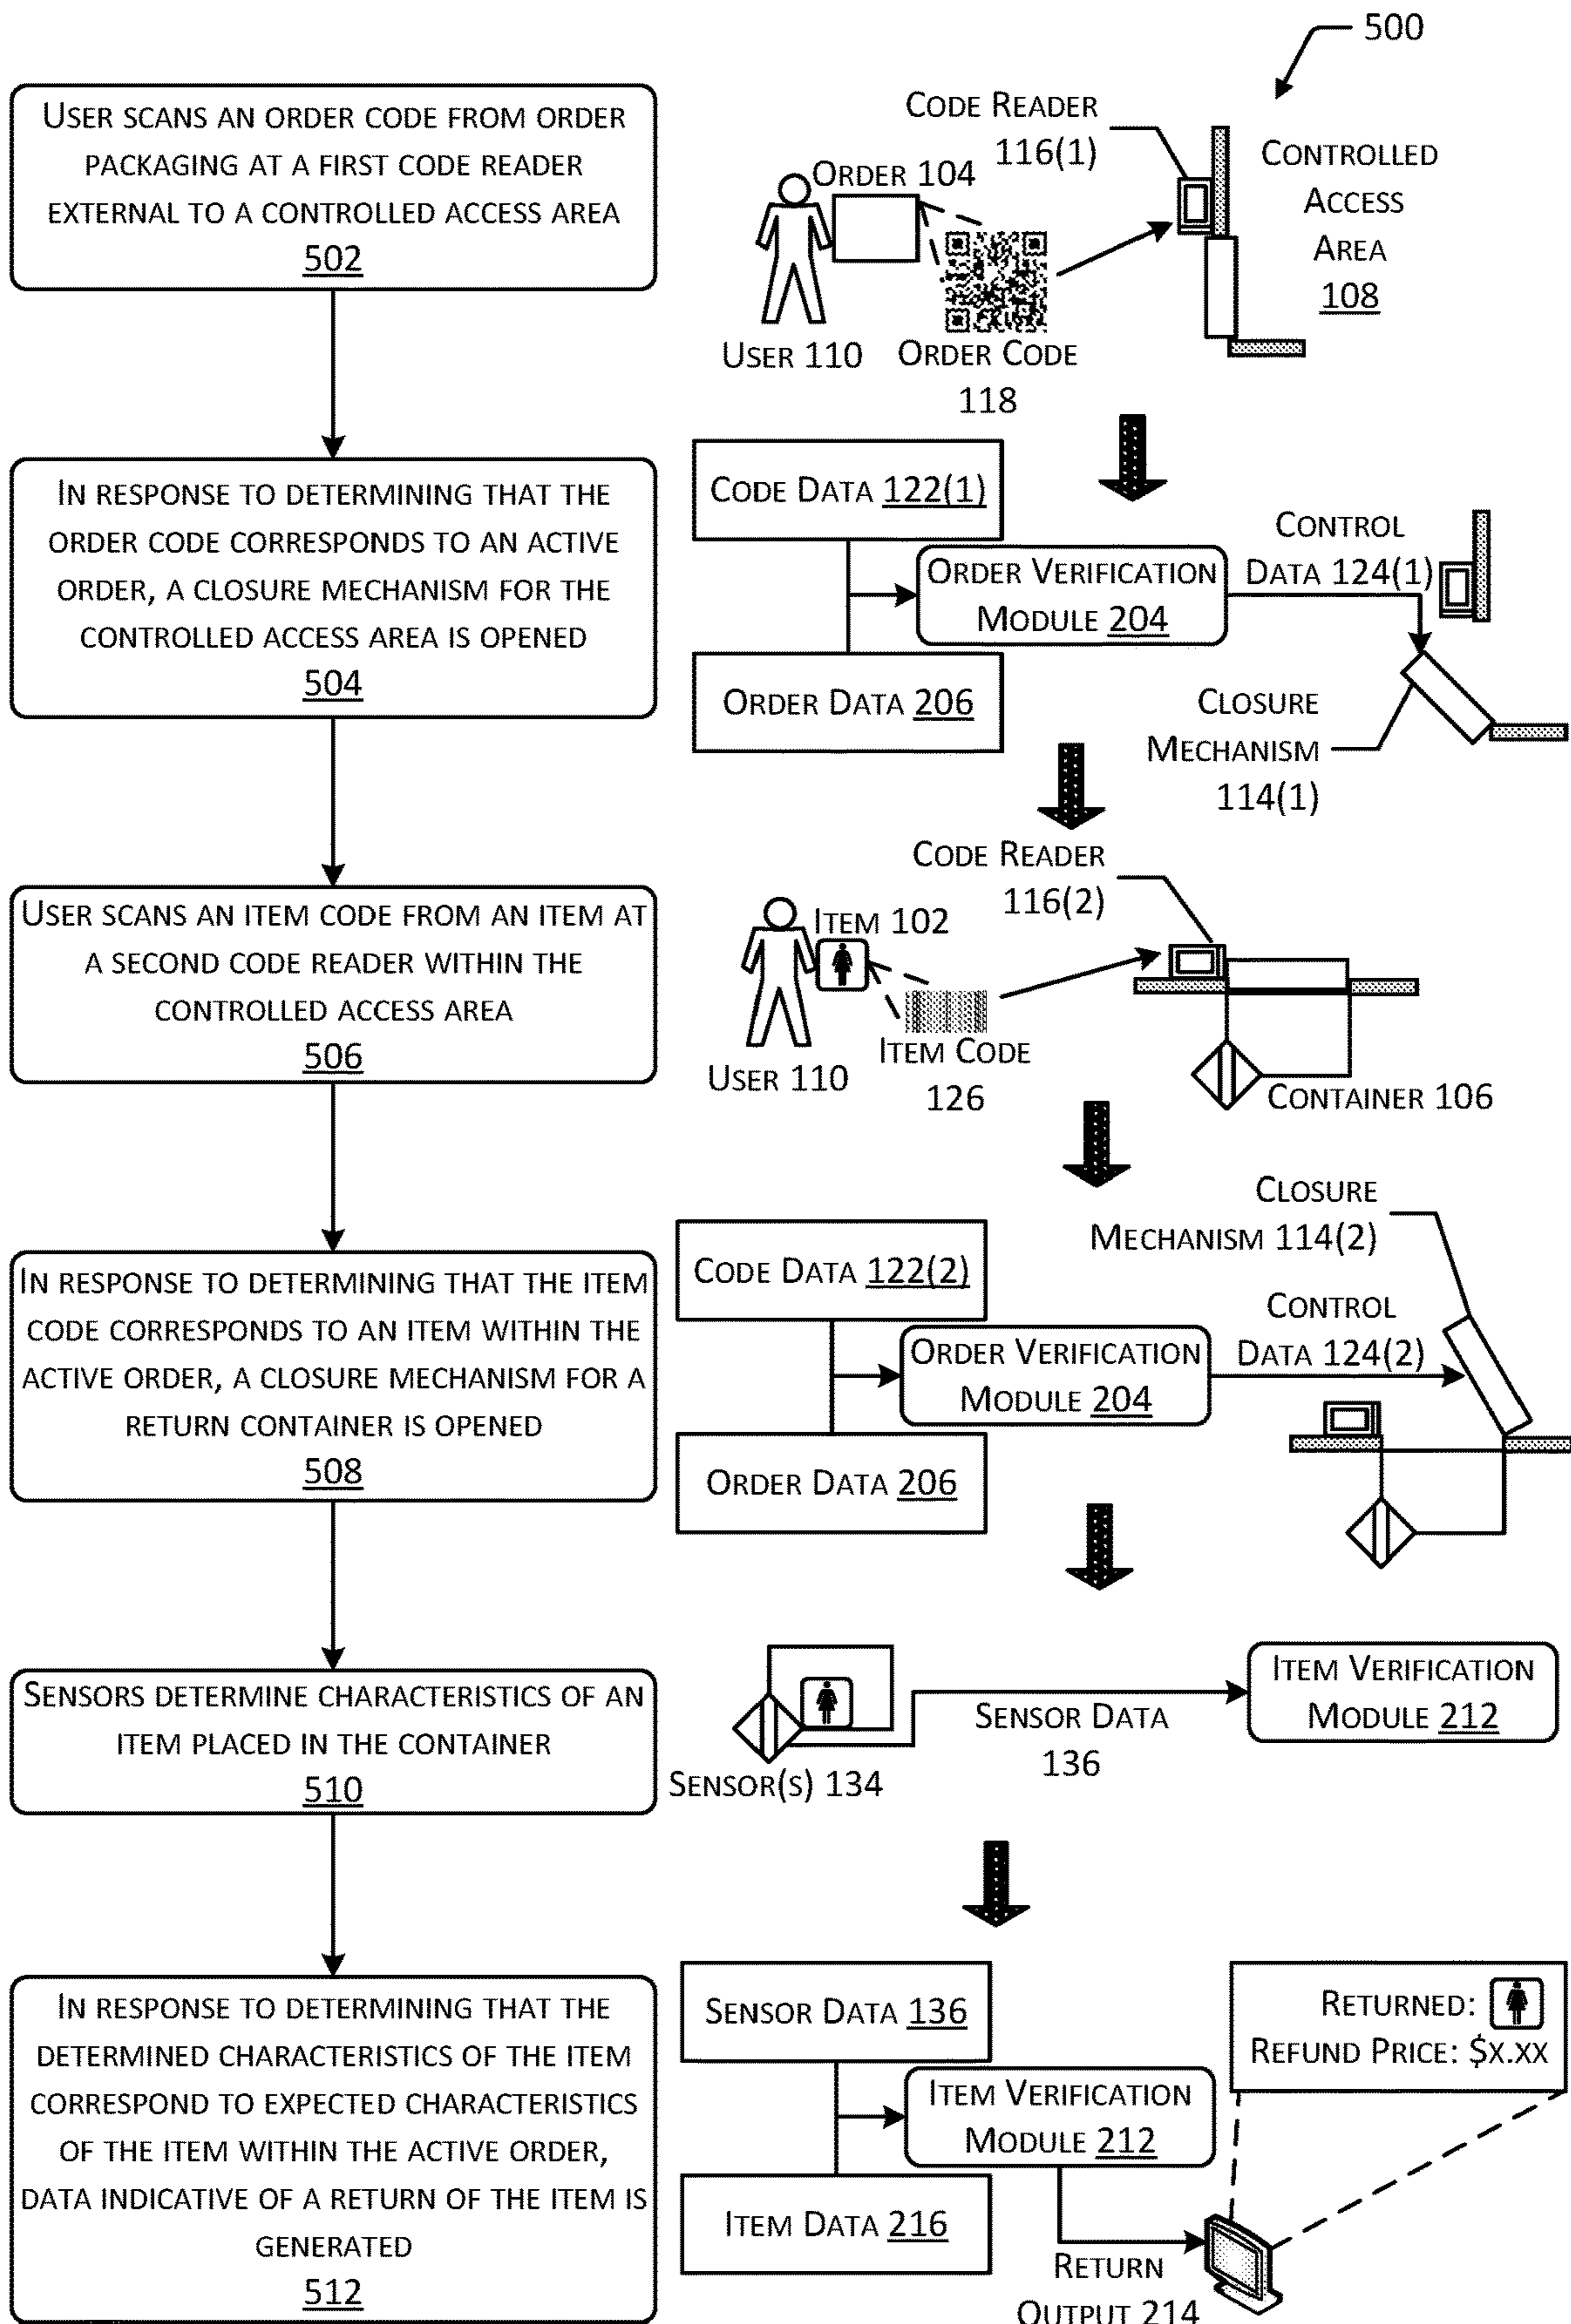 500
USER SCANS AN ORDER CODE FROM ORDER
PACKAGING AT A FIRST CODE READER
EXTERNAL TO A CONTROLLED ACCESS AREA
502
CODE READER
116(1)
ORDER 104
CONTROLLED
ACCESS
AREA
108
USER 110
ORDER CODE
118
IN RESPONSE TO DETERMINING THAT THE
ORDER CODE CORRESPONDS TO AN ACTIVE
ORDER, A CLOSURE MECHANISM FOR THE
CONTROLLED ACCESS AREA IS OPENED
504
CODE DATA 122(1)
ORDER VERIFICATION
MODULE 204
ORDER DATA 206
CONTROL
DATA 124(1)
CLOSURE
MECHANISM
114(1)
USER SCANS AN ITEM CODE FROM AN ITEM AT
A SECOND CODE READER WITHIN THE
CONTROLLED ACCESS AREA
506
CODE READER
116(2)
ITEM 102
USER 110
ITEM CODE
126
CONTAINER 106
IN RESPONSE TO DETERMINING THAT THE ITEM
CODE CORRESPONDS TO AN ITEM WITHIN THE
ACTIVE ORDER, A CLOSURE MECHANISM FOR A
RETURN CONTAINER IS OPENED
508
CLOSURE
MECHANISM 114(2)
CODE DATA 122(2)
ORDER VERIFICATION
MODULE 204
ORDER DATA 206
CONTROL
DATA 124(2)
SENSORS DETERMINE CHARACTERISTICS OF AN
ITEM PLACED IN THE CONTAINER
510
SENSOR(S) 134
SENSOR DATA
136
ITEM VERIFICATION
MODULE 212
IN RESPONSE TO DETERMINING THAT THE
DETERMINED CHARACTERISTICS OF THE ITEM
CORRESPOND TO EXPECTED CHARACTERISTICS
OF THE ITEM WITHIN THE ACTIVE ORDER,
DATA INDICATIVE OF A RETURN OF THE ITEM IS
GENERATED
512
SENSOR DATA 136
ITEM VERIFICATION
MODULE 212
ITEM DATA 216
RETURNED:
REFUND PRICE: $X.XX
RETURN
OUTPUT 214